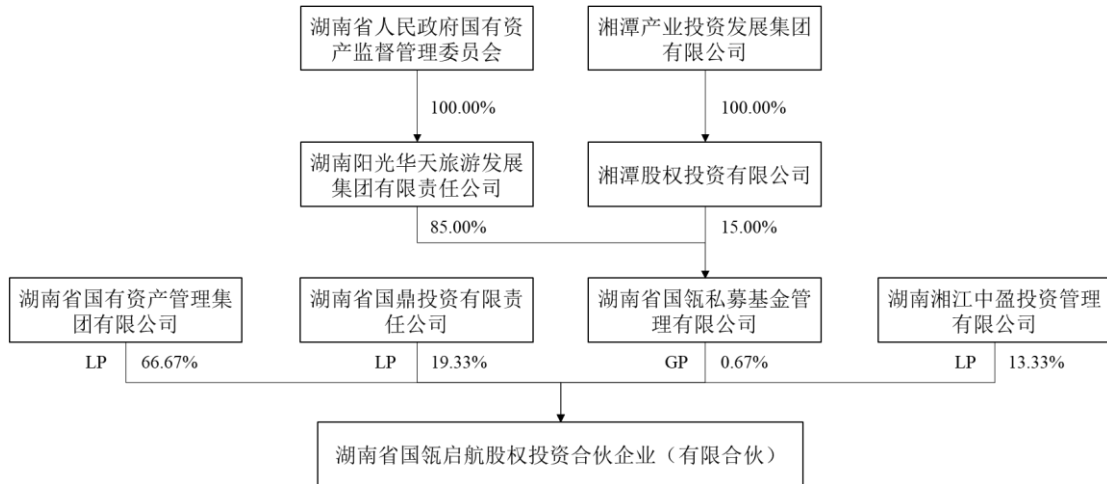 湖南省人民政府国有资
产监督管理委员会
湘潭产业投资发展集团
有限公司
100.00%
100.00%
湖南阳光华天旅游发展
集团有限责任公司
湘潭股权投资有限公司
85.00%
15.00%
湖南省国有资产管理集
团有限公司
湖南省国鼎投资有限责
任公司
湖南省国瓴私募基金管
理有限公司
湖南湘江中盈投资管理
有限公司
LP 66.67%
LP 19.33%
GP 0.67%
LP 13.33%
湖南省国瓴启航股权投资合伙企业（有限合伙）